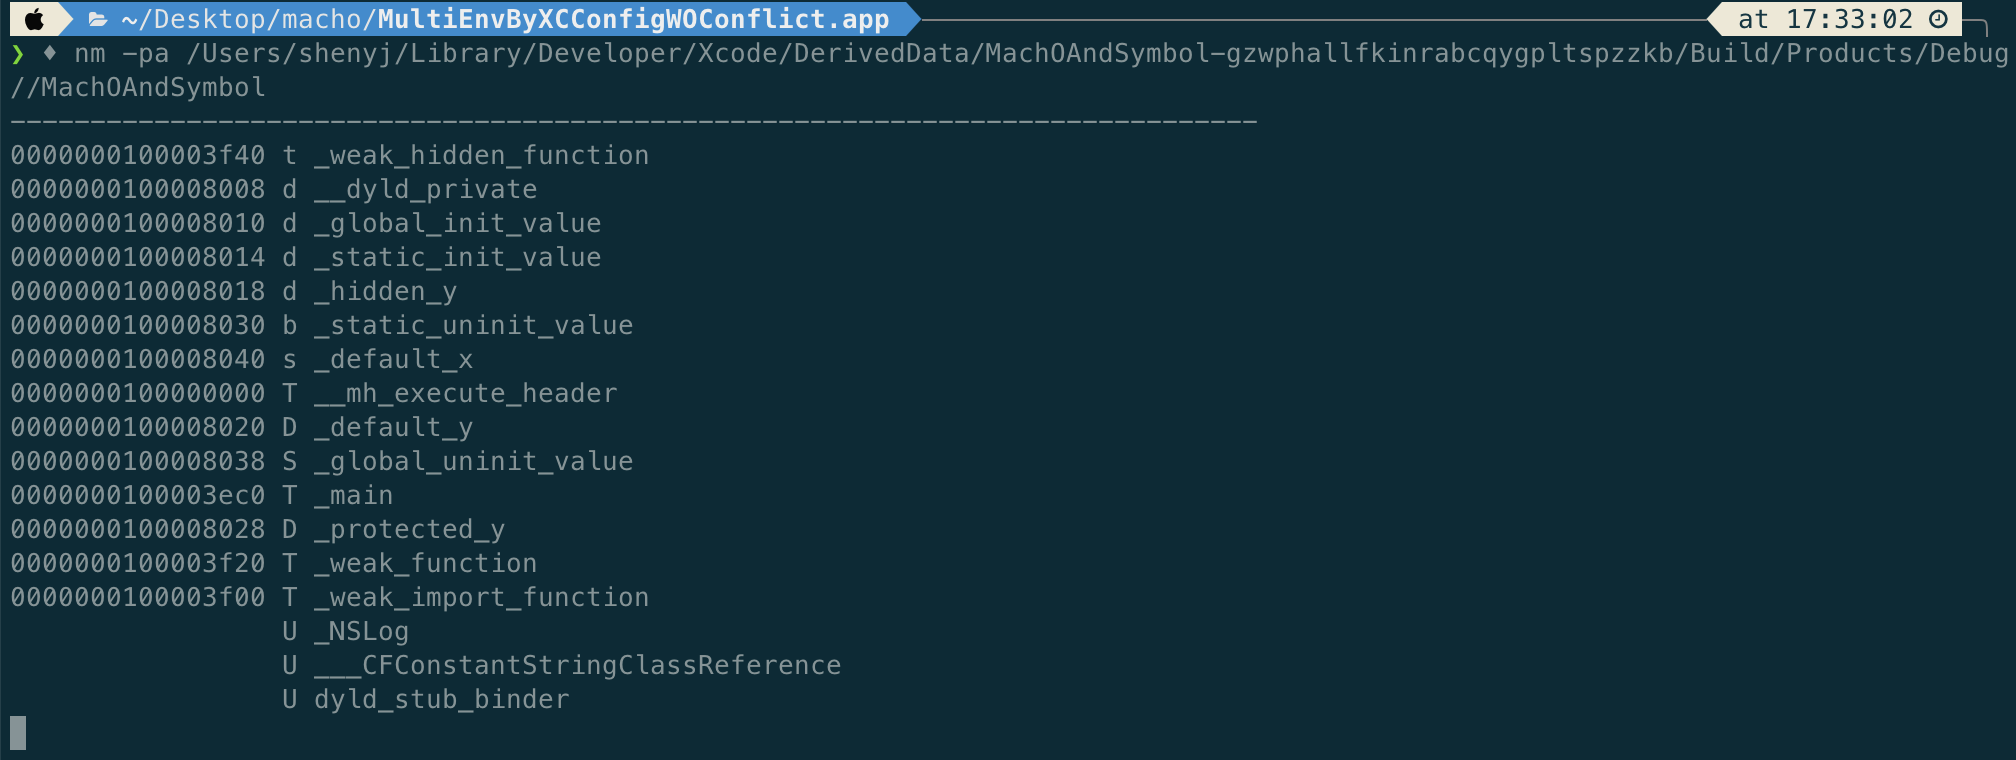 ~/Desktop/macho/MultiEnvByXCConfigWOConflict.app at 17:33:02
❯ ♦ nm -pa /Users/shenyj/Library/Developer/Xcode/DerivedData/MachOAndSymbol-gzwphallfkinrabcqygpltspzzkb/Build/Products/Debug
//MachOAndSymbol
------------------------------------------------------------------------------
0000000100003f40 t _weak_hidden_function
0000000100008008 d __dyld_private
0000000100008010 d _global_init_value
0000000100008014 d _static_init_value
0000000100008018 d _hidden_y
0000000100008030 b _static_uninit_value
0000000100008040 s _default_x
0000000100000000 T __mh_execute_header
0000000100008020 D _default_y
0000000100008038 S _global_uninit_value
0000000100003ec0 T _main
0000000100008028 D _protected_y
0000000100003f20 T _weak_function
0000000100003f00 T _weak_import_function
U _NSLog
U ___CFConstantStringClassReference
U dyld_stub_binder